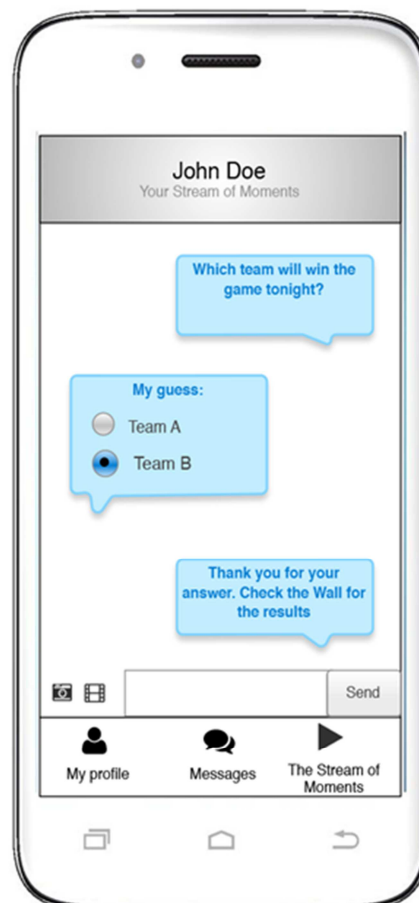 John Doe
Your Stream of Moments
Which team will win the
game tonight?
My guess:
Team A
Team B
Thank you for your
answer. Check the Wall for
the results
Send
My profile
Messages
The Stream of
Moments